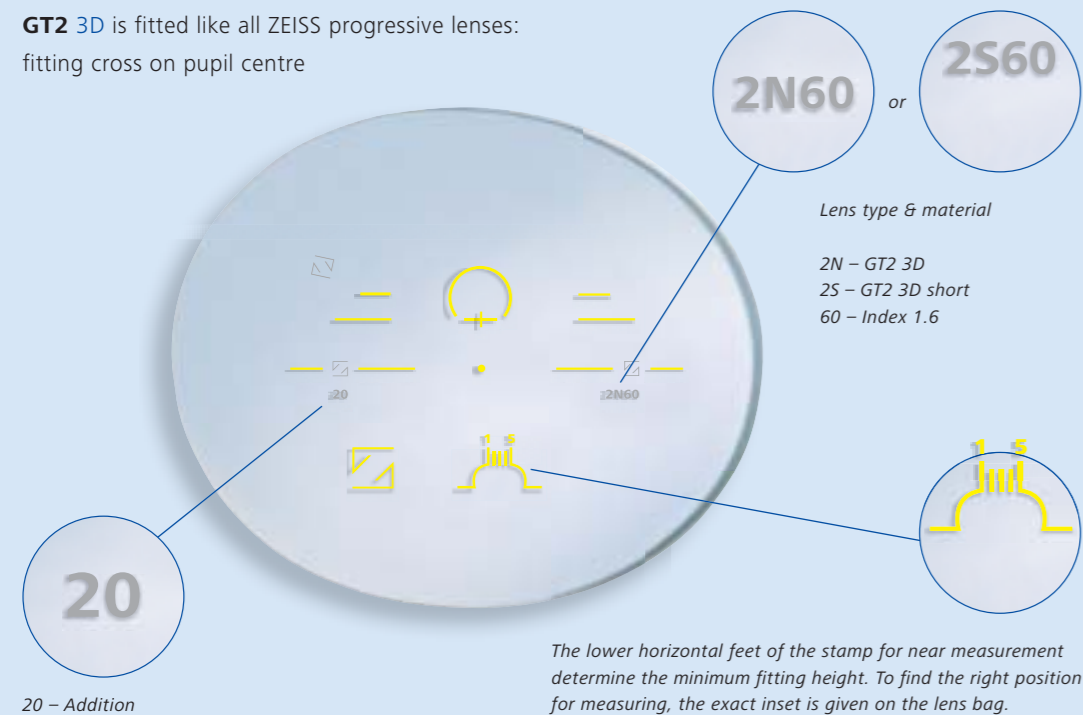 GT2 3D is fitted like all ZEISS progressive lenses:
fitting cross on pupil centre
2N60
or
2S60
Lens type & material
2N – GT2 3D
2S – GT2 3D short
60 – Index 1.6
20
2N60
1 5
1 5
20
20 – Addition
The lower horizontal feet of the stamp for near measurement
determine the minimum fitting height. To find the right position
for measuring, the exact inset is given on the lens bag.